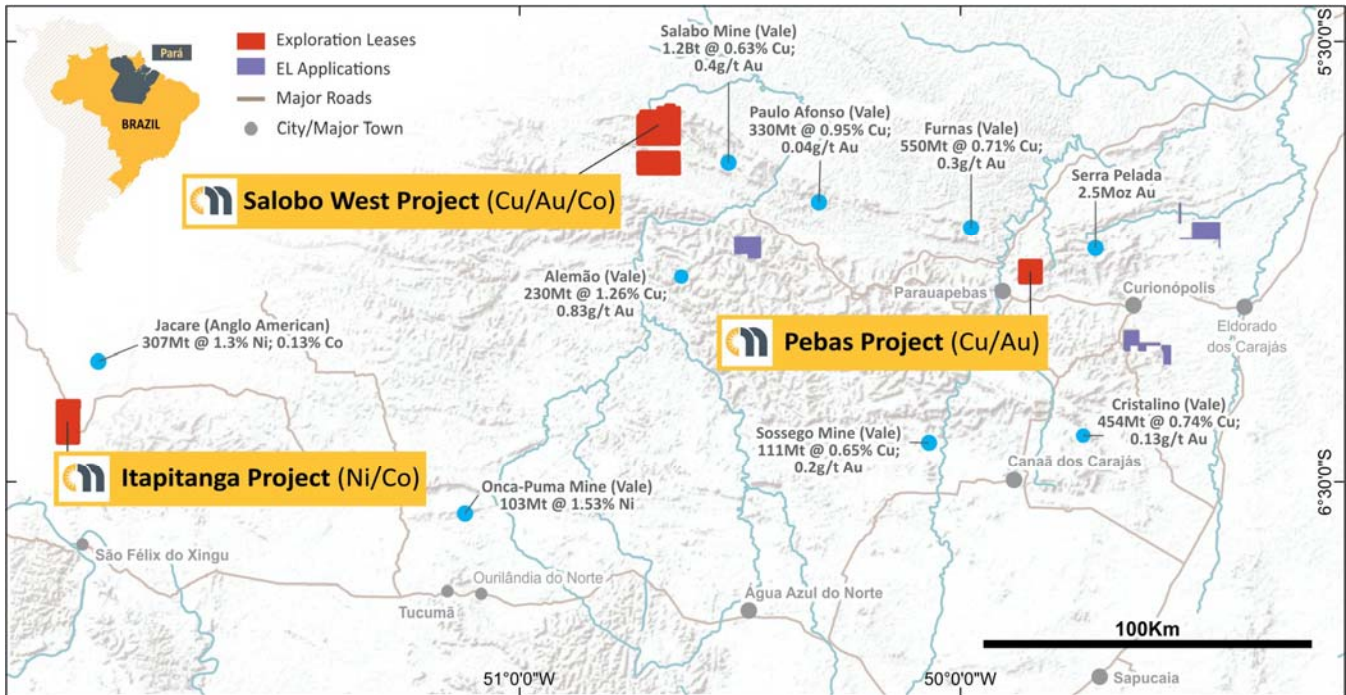 Pará
BRAZIL
Exploration Leases
EL Applications
Major Roads
City/Major Town
Salabo Mine (Vale)
1.2Bt @ 0.63% Cu;
0.4g/t Au
Paulo Afonso (Vale)
330Mt @ 0.95% Cu;
0.04g/t Au
Furnas (Vale)
550Mt @ 0.71% Cu;
0.3g/t Au
Serra Pelada
2.5Moz Au
5°30'0"S
Salobo West Project (Cu/Au/Co)
Alemão (Vale)
230Mt @ 1.26% Cu;
0.83g/t Au
Parauapebas
Curionópolis
Eldorado
dos Carajás
Jacare (Anglo American)
307Mt @ 1.3% Ni; 0.13% Co
Pebas Project (Cu/Au)
Cristalino (Vale)
454Mt @ 0.74% Cu;
0.13g/t Au
Sossego Mine (Vale)
111Mt @ 0.65% Cu;
0.2g/t Au
Canaã dos Carajás
Itapitanga Project (Ni/Co)
Onca-Puma Mine (Vale)
103Mt @ 1.53% Ni
6°30'0"S
São Félix do Xingu
Tucumã
Ourilândia do Norte
Água Azul do Norte
100Km
51°0'0"W
50°0'0"W
Sapucaia